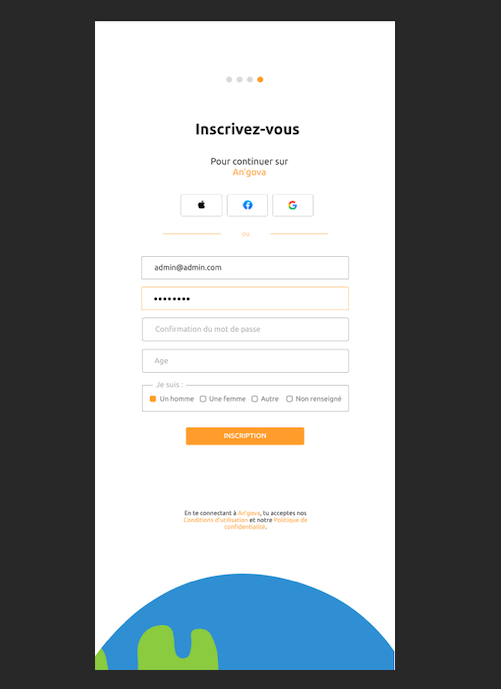 Inscrivez-vous
Pour continuer sur
An'gova
ou
admin@admin.com
Confirmation du mot de passe
Age
Je suis :
Un homme Une femme Autre Non renseigné
INSCRIPTION
En te connectant à An'gova, tu acceptes nos
Conditions d'utilisation et notre Politique de
confidentialité.